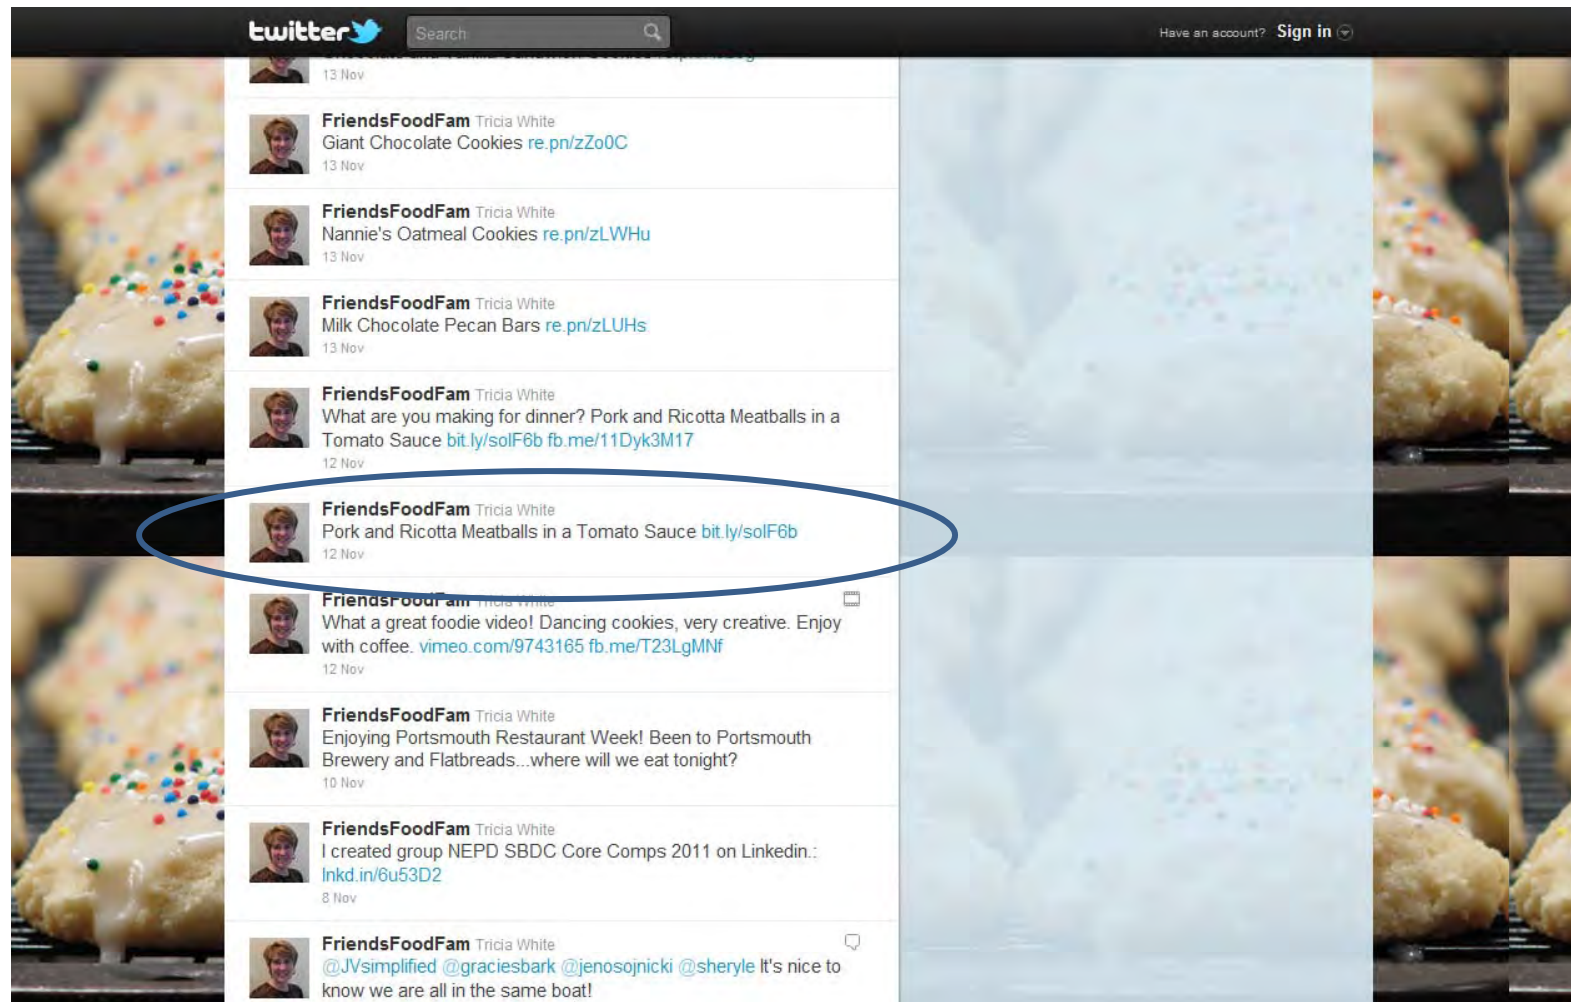 twitter
Search
Have an account? Sign in
13 Nov
FriendsFoodFam Tricia White
Giant Chocolate Cookies re.pn/zZo0C
13 Nov
FriendsFoodFam Tricia White
Nannie's Oatmeal Cookies re.pn/zLWHu
13 Nov
FriendsFoodFam Tricia White
Milk Chocolate Pecan Bars re.pn/zLUHs
13 Nov
FriendsFoodFam Tricia White
What are you making for dinner? Pork and Ricotta Meatballs in a
Tomato Sauce bit.ly/solF6b fb.me/11Dyk3M17
12 Nov
FriendsFoodFam Tricia White
Pork and Ricotta Meatballs in a Tomato Sauce bit.ly/solF6b
12 Nov
FriendsFoodFam Tricia White
What a great foodie video! Dancing cookies, very creative. Enjoy
with coffee. vimeo.com/9743165 fb.me/T23LgMNf
12 Nov
FriendsFoodFam Tricia White
Enjoying Portsmouth Restaurant Week! Been to Portsmouth
Brewery and Flatbreads...where will we eat tonight?
10 Nov
FriendsFoodFam Tricia White
I created group NEPD SBDC Core Comps 2011 on Linkedin.:
lnkd.in/6u53D2
8 Nov
FriendsFoodFam Tricia White
@JVsimplified @graciesbark @jenosojnicki @sheryle It's nice to
know we are all in the same boat!